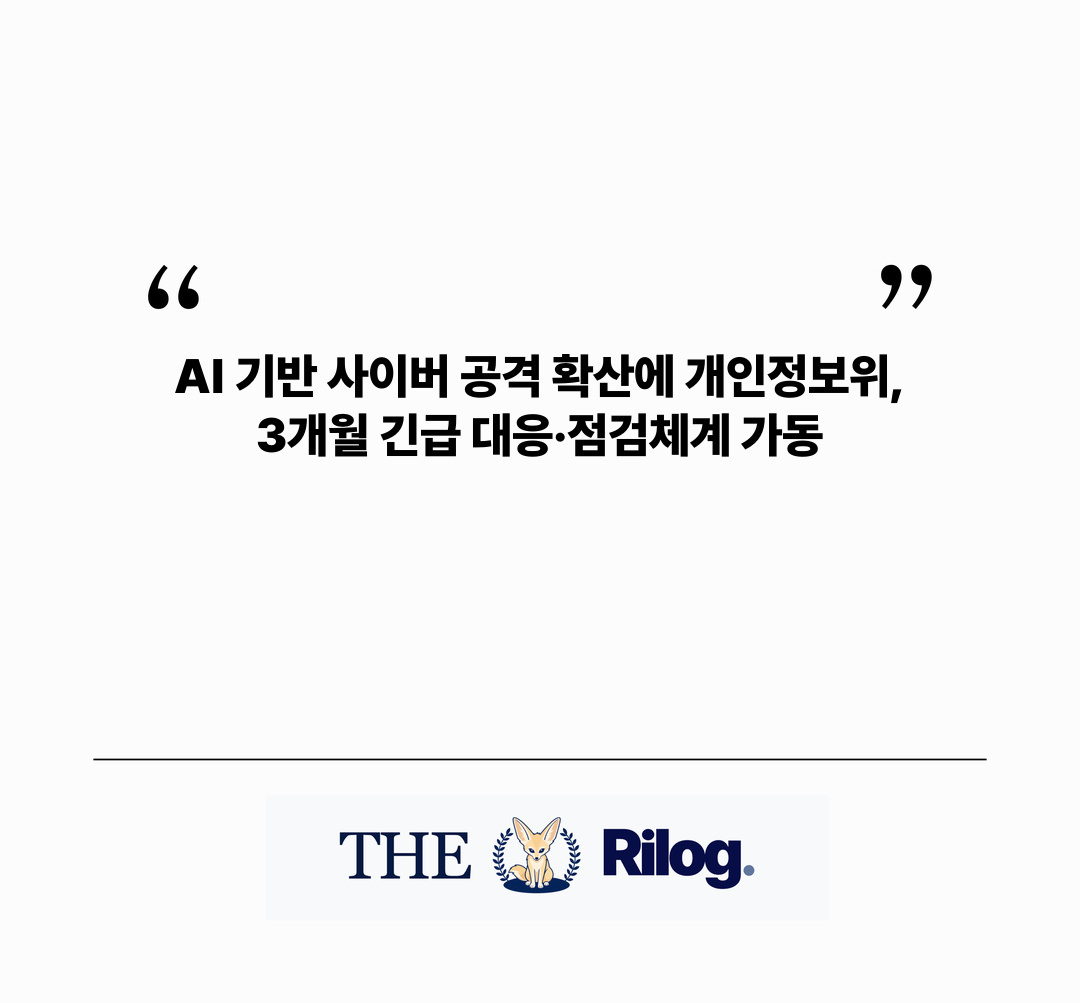 “ ”
AI 기반 사이버 공격 확산에 개인정보위,
3개월 긴급 대응·점검체계 가동
THE Rilog.